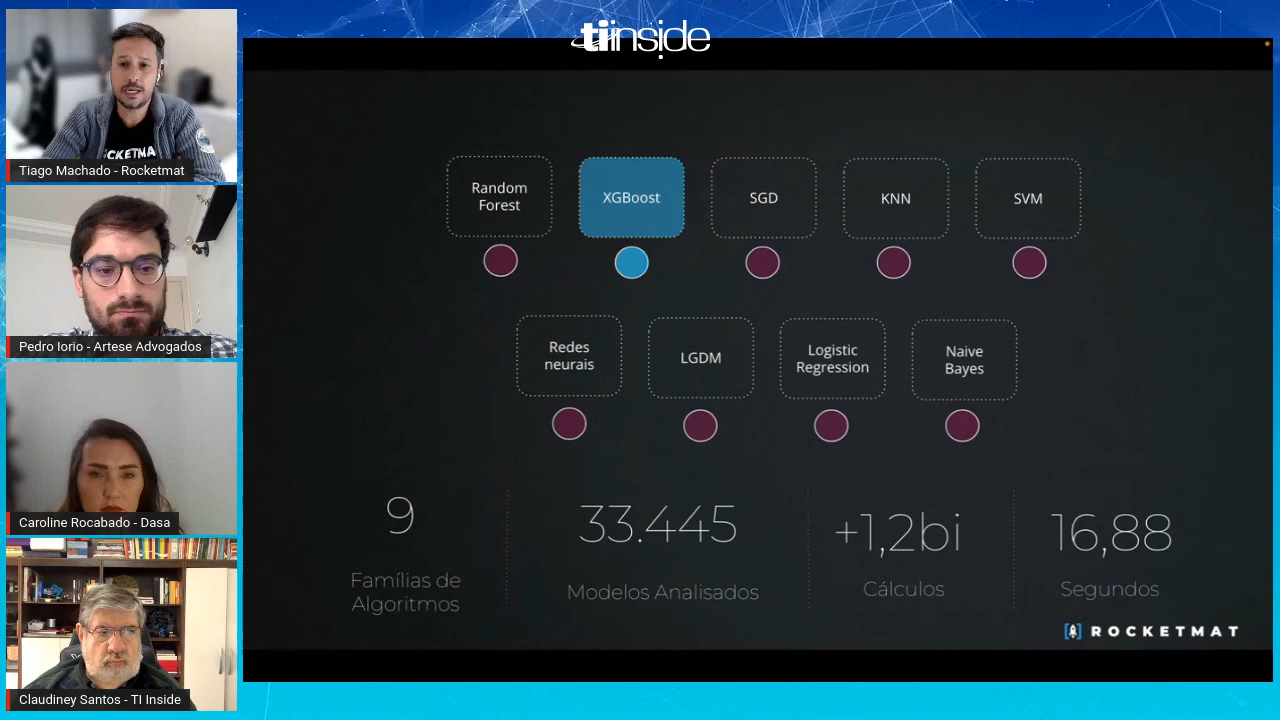 tiinside
CKETMA
Tiago Machado - Rocketmat
Pedro Iorio - Artese Advogados
Caroline Rocabado - Dasa
Claudiney Santos - TI Inside
Random
Forest
XGBoost
SGD
KNN
SVM
Redes
neurais
LGDM
Logistic
Regression
Naive
Bayes
9
Famílias de
Algoritmos
33.445
Modelos Analisados
+1,2bi
Cálculos
16,88
Segundos
ROCKETMAT